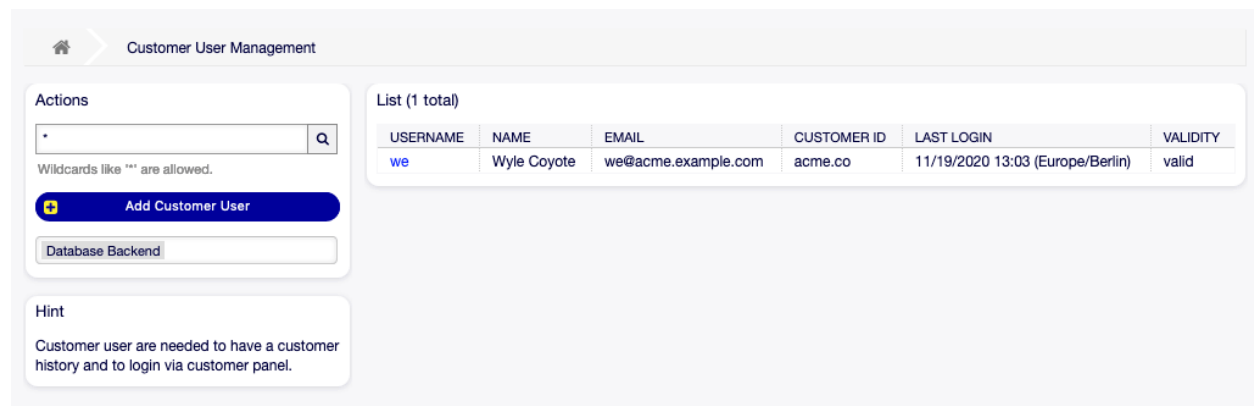 Customer User Management
Actions
*
Wildcards like '*' are allowed.
Add Customer User
Database Backend
Hint
Customer user are needed to have a customer
history and to login via customer panel.
List (1 total)
USERNAME NAME EMAIL CUSTOMER ID LAST LOGIN VALIDITY
we Wyle Coyote we@acme.example.com acme.co 11/19/2020 13:03 (Europe/Berlin) valid